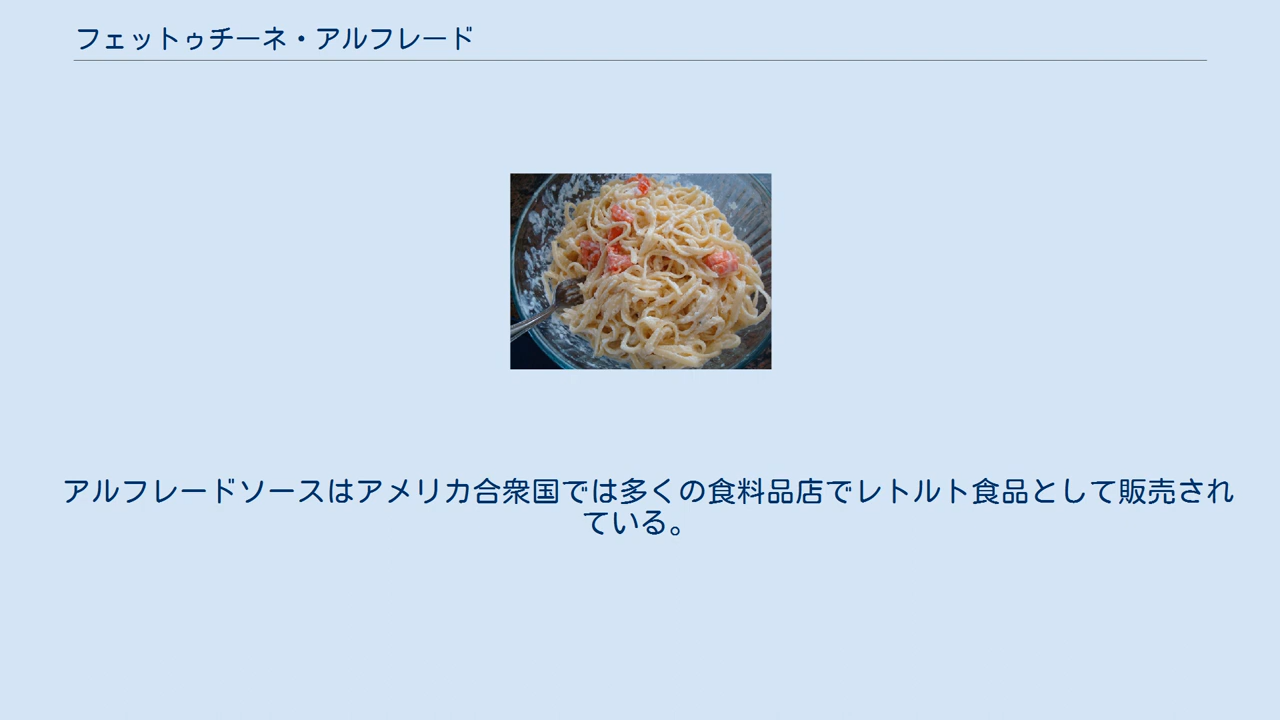 フェットゥチーネ・アルフレード
アルフレードソースはアメリカ合衆国では多くの食料品店でレトルト食品として販売され
ている。